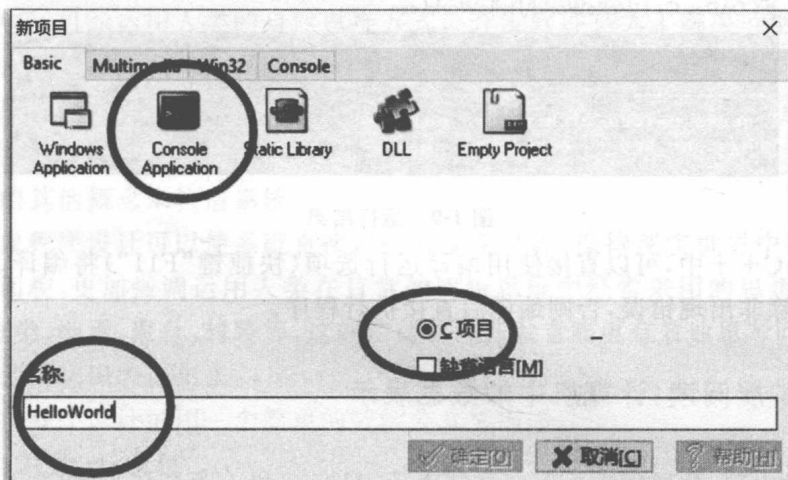 新项目
Basic Multimedia Win32 Console
Windows Application
Console Application
Static Library
DLL
Empty Project
C 项目
缺省语言[M]
名称:
HelloWorld
确定[O] 取消[C] 帮助[H]